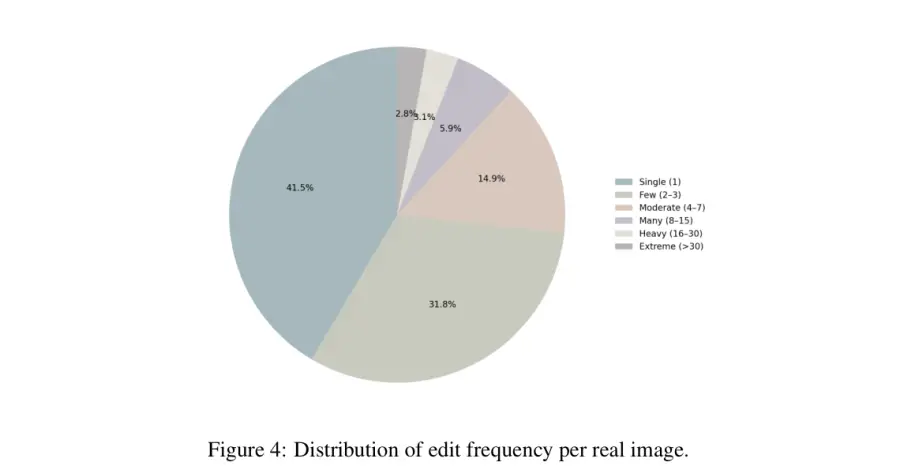 2.8%
3.1%
5.9%
14.9%
41.5%
31.8%
Single (1)
Few (2–3)
Moderate (4–7)
Many (8–15)
Heavy (16–30)
Extreme (>30)
Figure 4: Distribution of edit frequency per real image.